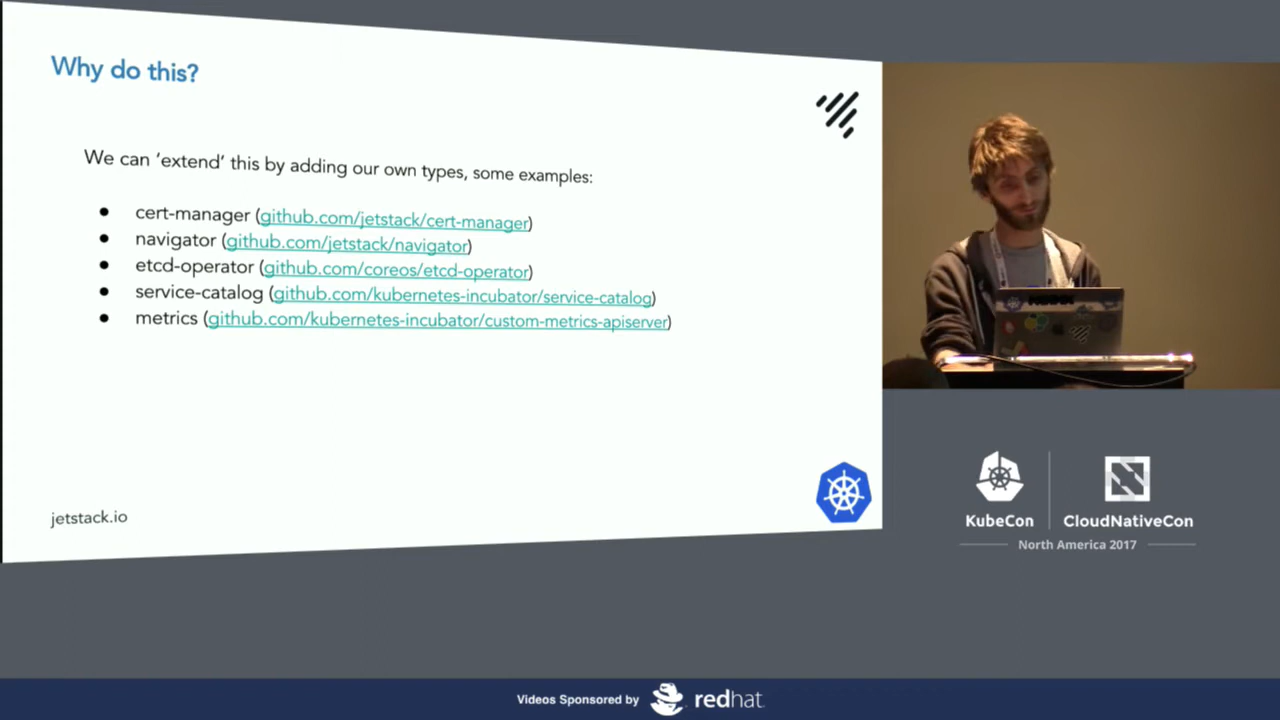 Why do this?
We can ‘extend’ this by adding our own types, some examples:
● cert-manager (github.com/jetstack/cert-manager)
● navigator (github.com/jetstack/navigator)
● etcd-operator (github.com/coreos/etcd-operator)
● service-catalog (github.com/kubernetes-incubator/service-catalog)
● metrics (github.com/kubernetes-incubator/custom-metrics-apiserver)
jetstack.io
KubeCon
CloudNativeCon
North America 2017
Videos Sponsored by
redhat